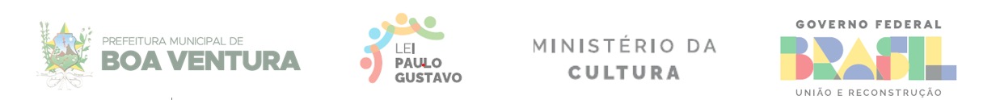 PREFEITURA MUNICIPAL DE
BOA VENTURA
LEI
PAULO
GUSTAVO
MINISTÉRIO DA
CULTURA
GOVERNO FEDERAL
BRASIL
UNIÃO E RECONSTRUÇÃO